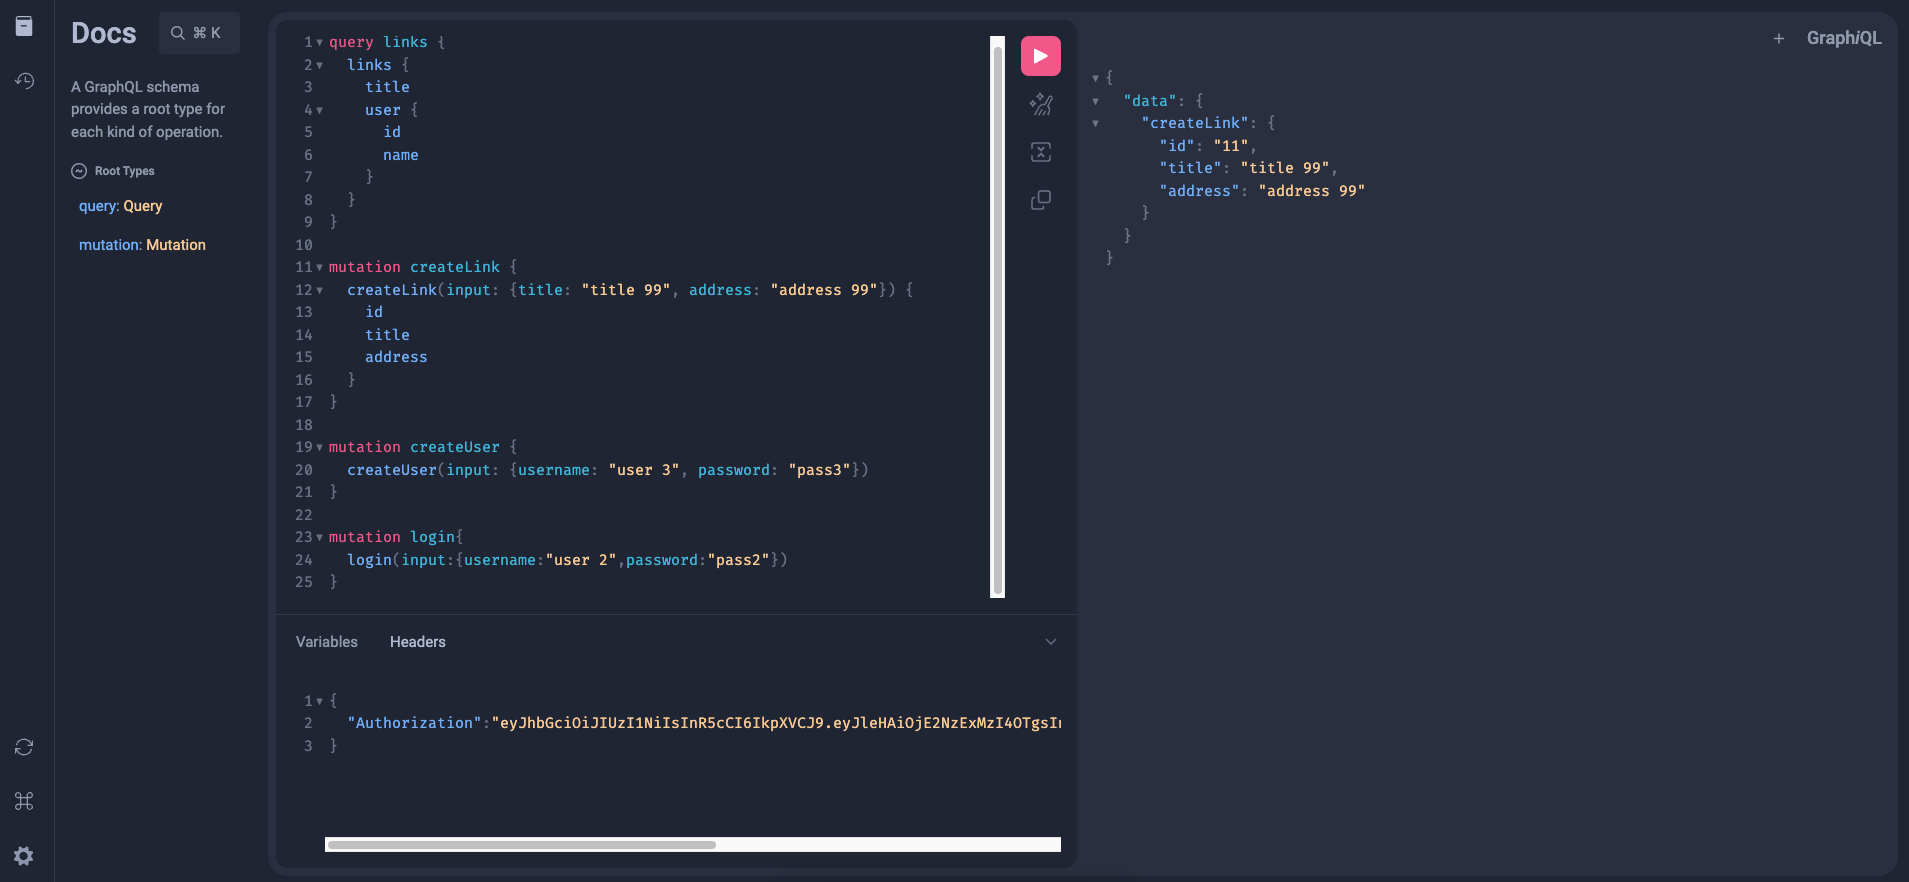 Docs
⌘ K
A GraphQL schema
provides a root type for
each kind of operation.
Root Types
query: Query
mutation: Mutation
1 query links {
2   links {
3     title
4     user {
5       id
6       name
7     }
8   }
9 }
10
11 mutation createLink {
12   createLink(input: {title: "title 99", address: "address 99"}) {
13     id
14     title
15     address
16   }
17 }
18
19 mutation createUser {
20   createUser(input: {username: "user 3", password: "pass3"})
21 }
22
23 mutation login{
24   login(input:{username:"user 2",password:"pass2"})
25 }
Variables Headers
1 {
2   "Authorization":"eyJhbGciOiJIUzI1NiIsInR5cCI6IkpXVCJ9.eyJleHAiOjE2NzExMzI4OTgsIn
3 }
+ GraphiQL
{
  "data": {
    "createLink": {
      "id": "11",
      "title": "title 99",
      "address": "address 99"
    }
  }
}